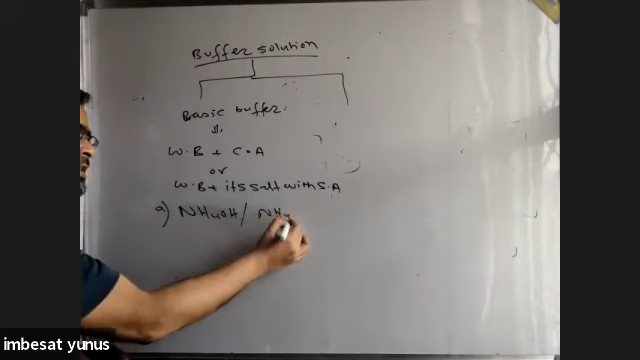 Buffer solution
Basic buffer.
W.B + C.A
or
W.B + its salt with S.A
a) NH4OH/ NH4
imbesat yunus